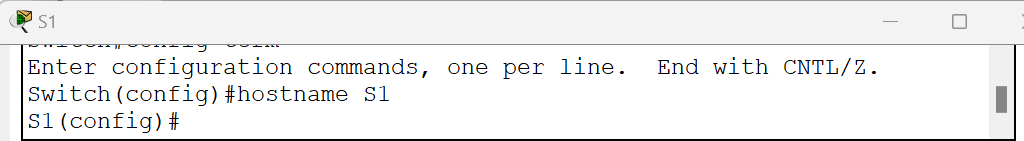 S1
Enter configuration commands, one per line.  End with CNTL/Z.
Switch(config)#hostname S1
S1(config)#